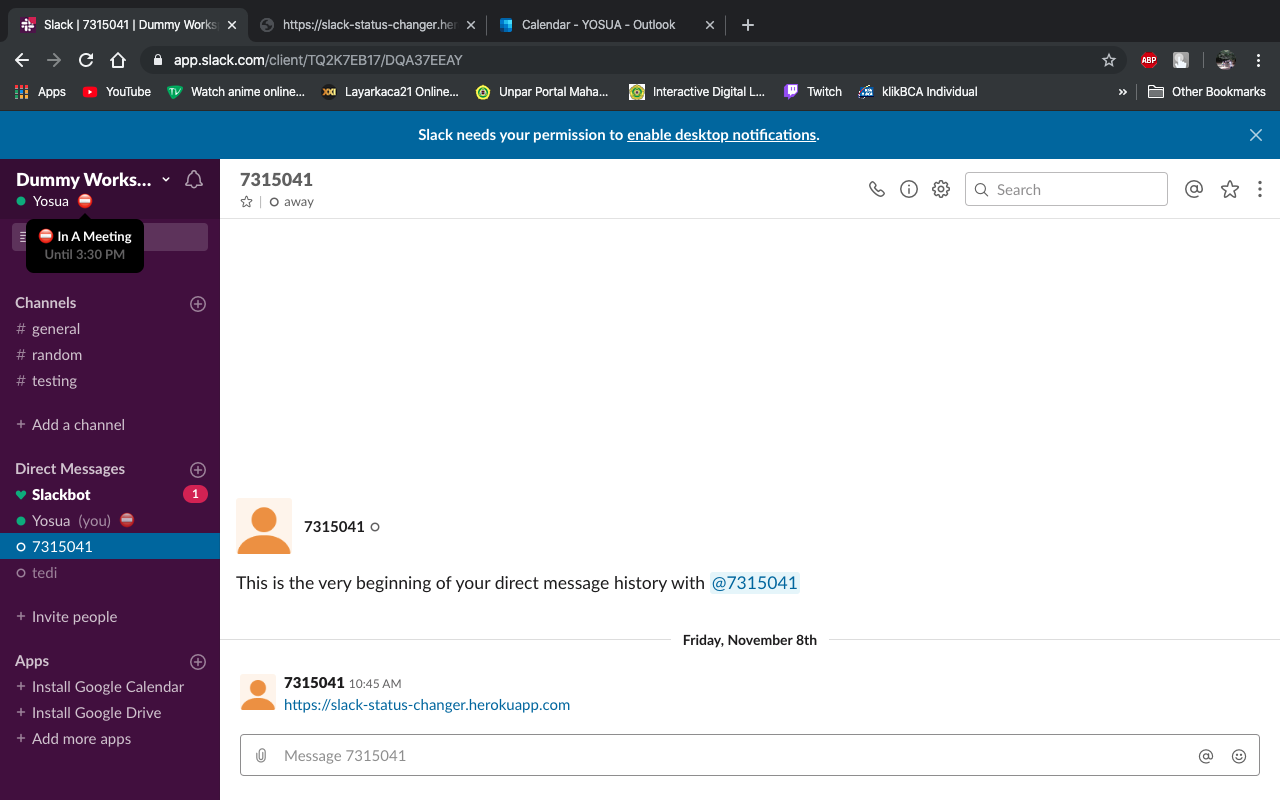 Slack | 7315041 | Dummy Works
https://slack-status-changer.her
Calendar - YOSUA - Outlook
app.slack.com/client/TQ2K7EB17/DQA37EEAY
ABP
Apps
YouTube
Watch anime online...
Layarkaca21 Online...
Unpar Portal Maha...
Interactive Digital L...
Twitch
klikBCA Individual
»
Other Bookmarks
Slack needs your permission to enable desktop notifications.
Dummy Works...
Yosua
In A Meeting
Until 3:30 PM
Channels
# general
# random
# testing
+ Add a channel
Direct Messages
Slackbot 1
Yosua (you)
7315041
tedi
+ Invite people
Apps
+ Install Google Calendar
+ Install Google Drive
+ Add more apps
7315041
away
Search
7315041
This is the very beginning of your direct message history with @7315041
Friday, November 8th
7315041 10:45 AM
https://slack-status-changer.herokuapp.com
Message 7315041